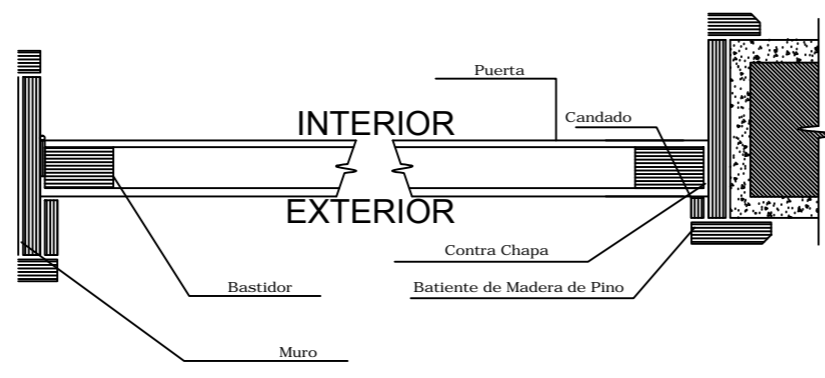 Puerta
Candado
INTERIOR
EXTERIOR
Contra Chapa
Bastidor
Batiente de Madera de Pino
Muro